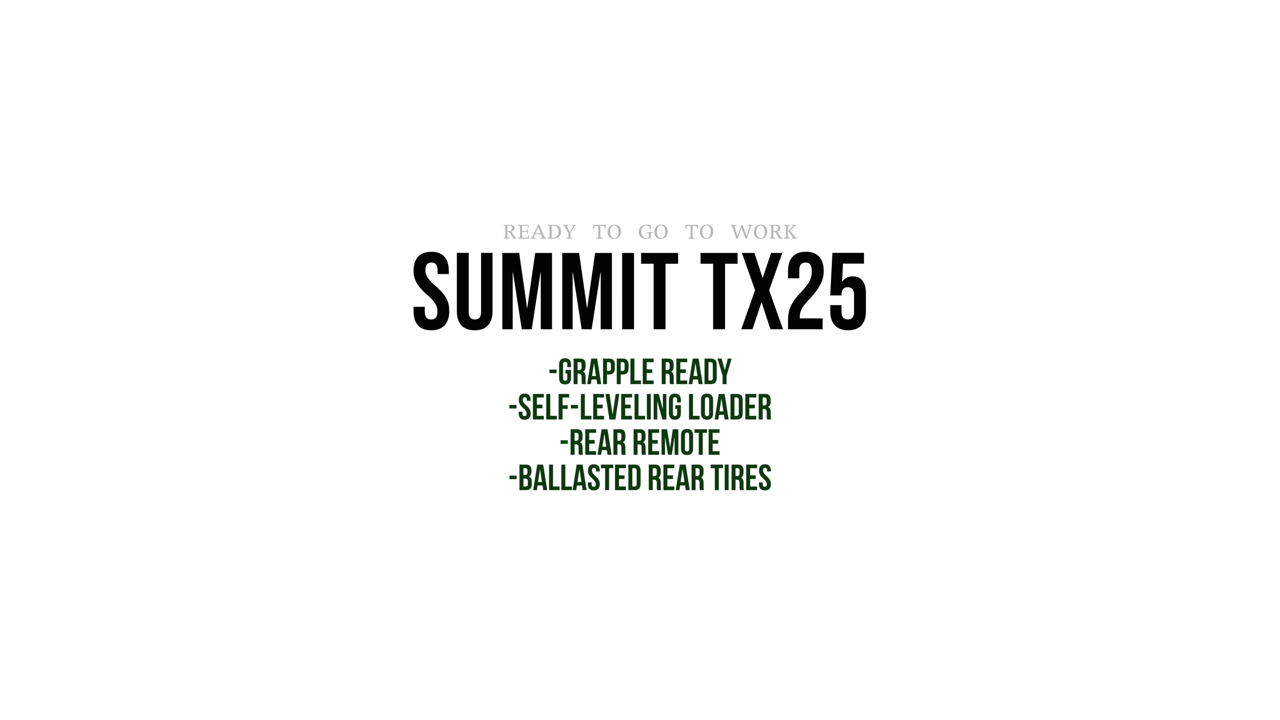 READY TO GO TO WORK
SUMMIT TX25
-GRAPPLE READY
-SELF-LEVELING LOADER
-REAR REMOTE
-BALLASTED REAR TIRES